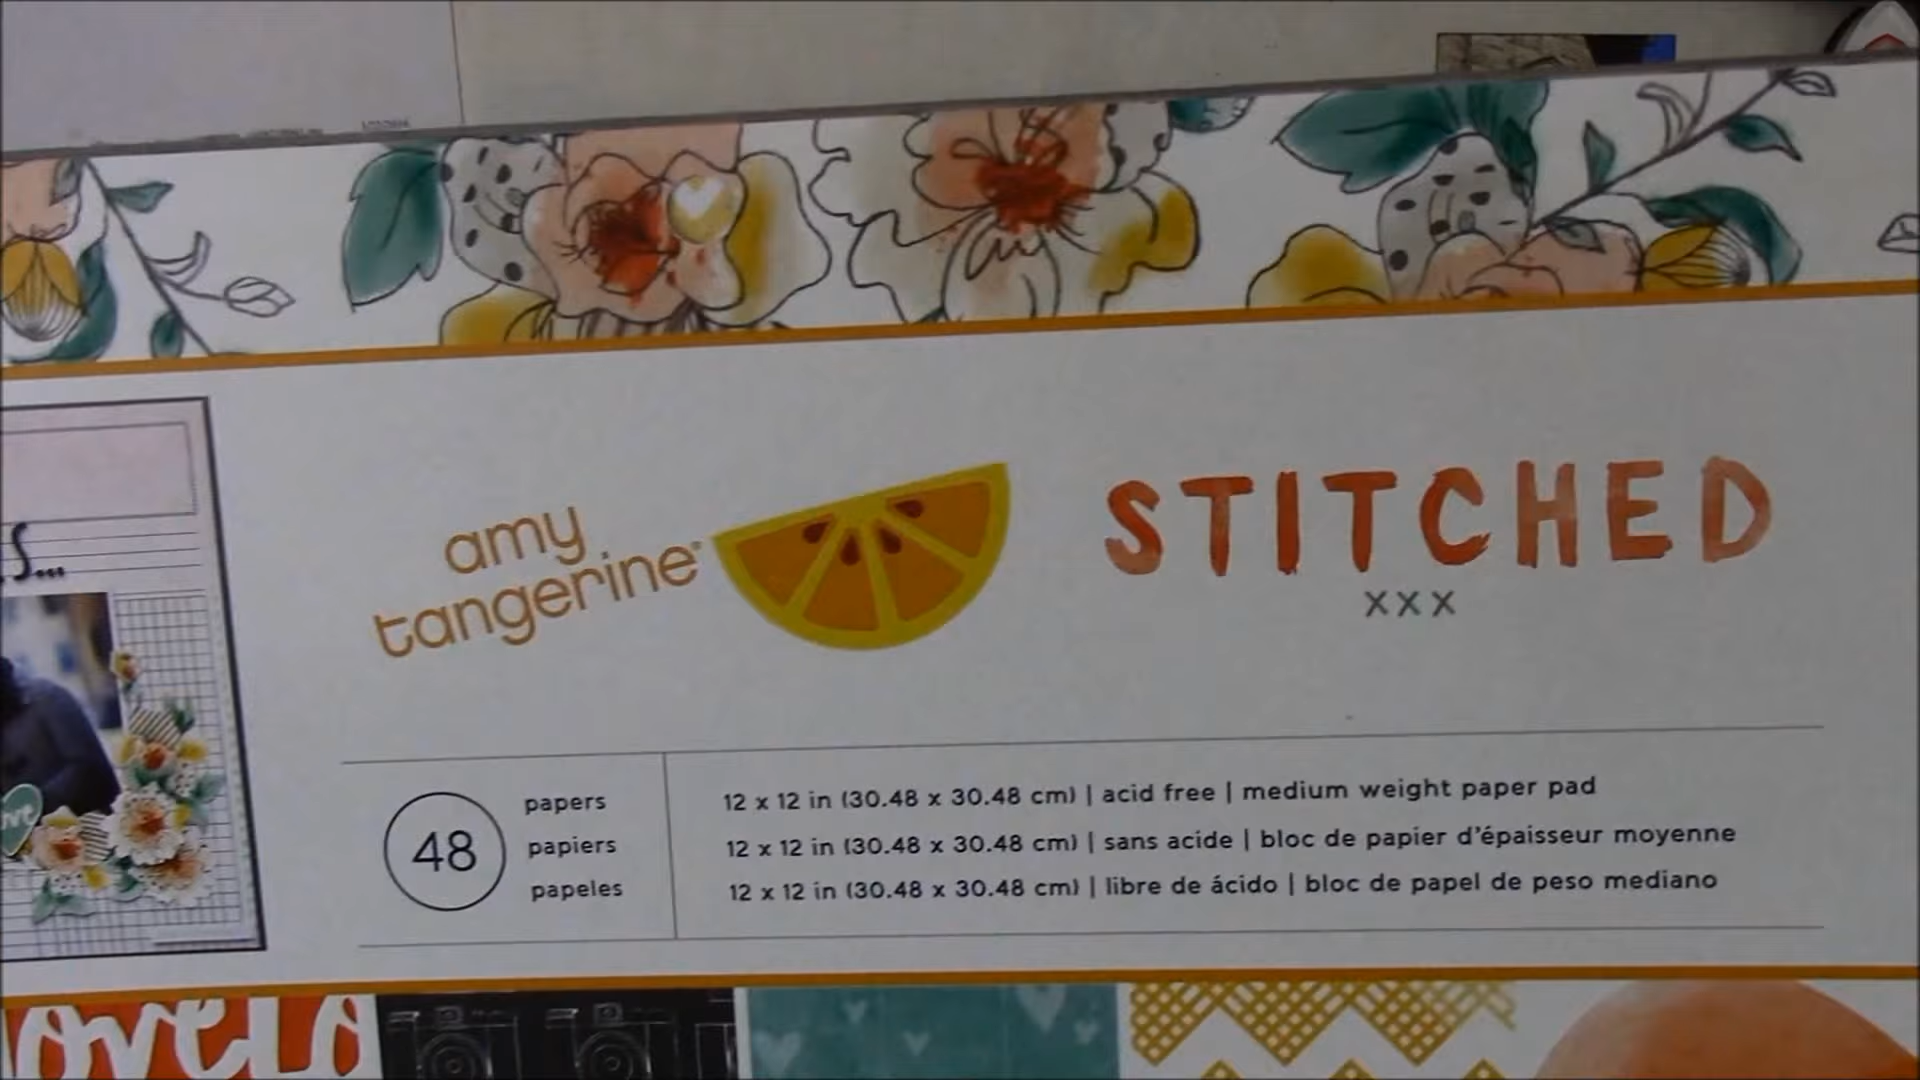 amy
tangerine®
STITCHED
xxx
s...
48
papers
papiers
papeles
12 x 12 in (30.48 x 30.48 cm) | acid free | medium weight paper pad
12 x 12 in (30.48 x 30.48 cm) | sans acide | bloc de papier d'épaisseur moyenne
12 x 12 in (30.48 x 30.48 cm) | libre de ácido | bloc de papel de peso mediano